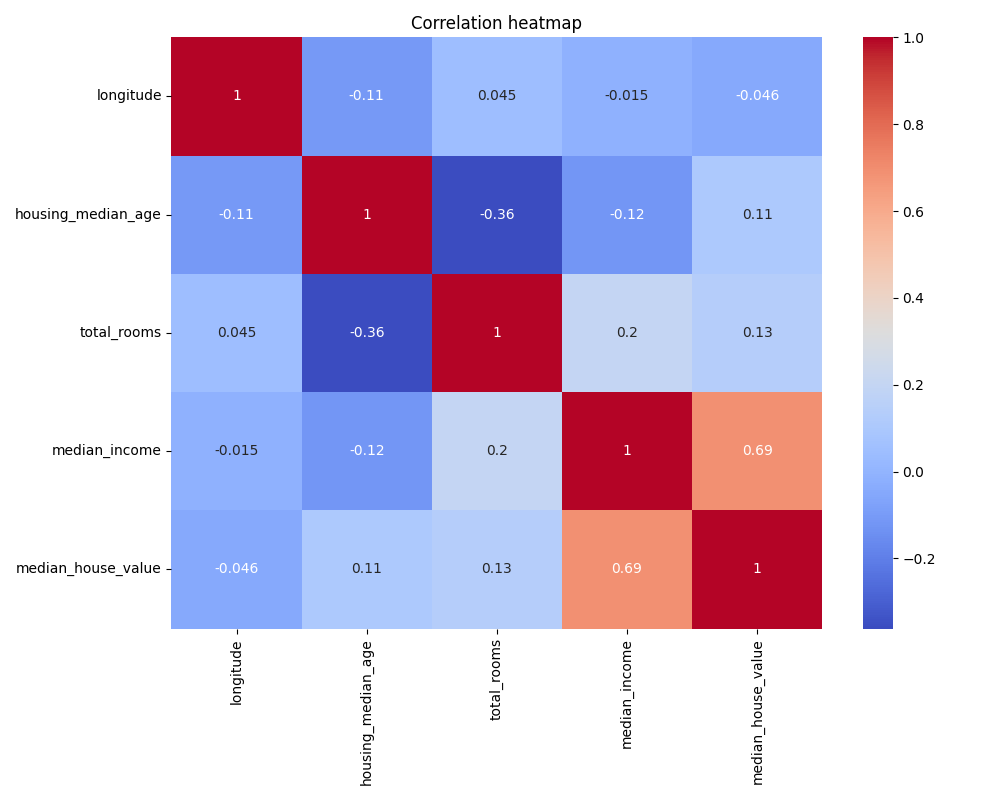 Correlation heatmap
longitude 1 -0.11 0.045 -0.015 -0.046
housing_median_age -0.11 1 -0.36 -0.12 0.11
total_rooms 0.045 -0.36 1 0.2 0.13
median_income -0.015 -0.12 0.2 1 0.69
median_house_value -0.046 0.11 0.13 0.69 1
longitude
housing_median_age
total_rooms
median_income
median_house_value
1.0
0.8
0.6
0.4
0.2
0.0
−0.2